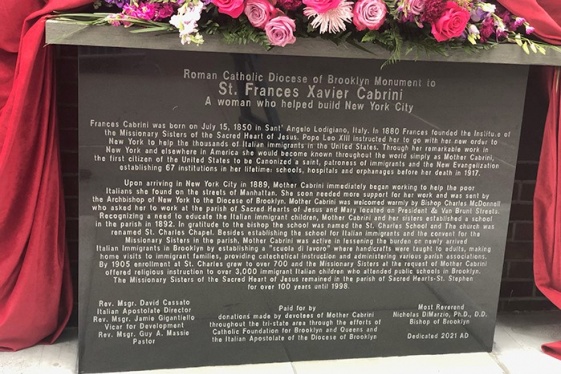 Roman Catholic Diocese of Brooklyn Monument to
St. Frances Xavier Cabrini
A woman who helped build New York City
Frances Cabrini was born on July 15, 1850 in Sant' Angelo Lodigiano, Italy. In 1880 Frances founded the Institute of
the Missionary Sisters of the Sacred Heart of Jesus. Pope Leo XIII instructed her to go with her new order to
New York to help the thousands of Italian immigrants in the United States. Through her remarkable work in
New York and elsewhere in America she would become known throughout the world simply as Mother Cabrini,
the first citizen of the United States to be Canonized a saint, patroness of immigrants and the New Evangelization
establishing 67 institutions in her lifetime: schools, hospitals and orphanages before her death in 1917.
Upon arriving in New York City in 1889, Mother Cabrini immediately began working to help the poor
Italians she found on the streets of Manhattan. She soon needed more support for her work and was sent by
the Archbishop of New York to the Diocese of Brooklyn. Mother Cabrini was welcomed warmly by Bishop Charles McDonnell
who asked her to work at the parish of Sacred Hearts of Jesus and Mary located on President & Van Brunt Streets.
Recognizing a need to educate the Italian immigrant children, Mother Cabrini and her sisters established a school
in the parish in 1892. In gratitude to the bishop the school was named the St. Charles School and The church was
renamed St. Charles Chapel. Besides establishing the school for Italian immigrants and the convent for the
Missionary Sisters in the parish, Mother Cabrini was active in lessening the burden on newly arrived
Italian Immigrants in Brooklyn by establishing a "scuola di lavoro" where handicrafts were taught to adults, making
home visits to immigrant families, providing catechetical instruction and administering various parish associations.
By 1905 enrollment at St. Charles grew to over 700 and the Missionary Sisters at the request of Mother Cabrini
offered religious instruction to over 3,000 immigrant Italian children who attended public schools in Brooklyn.
The Missionary Sisters of the Sacred Heart of Jesus remained in the parish of Sacred Hearts-St. Stephen
for over 100 years until 1998.
Rev. Msgr. David Cassato
Italian Apostolate Director
Rev. Msgr. Jamie Gigantiello
Vicar for Development
Rev. Msgr. Guy A. Massie
Pastor
Paid for by
donations made by devotees of Mother Cabrini
throughout the tri-state area through the efforts of
Catholic Foundation for Brooklyn and Queens and
the Italian Apostolate of the Diocese of Brooklyn
Most Reverend
Nicholas DiMarzio, Ph.D., D.D.
Bishop of Brooklyn
Dedicated 2021 AD